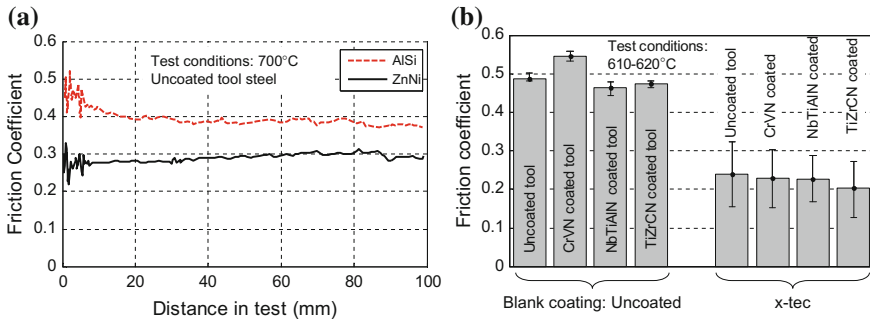 (a)
0.6
0.5
0.4
0.3
0.2
0.1
0
Friction Coefficient
Test conditions: 700°C
Uncoated tool steel
AlSi
ZnNi
0 20 40 60 80 100
Distance in test (mm)
(b)
0.6
0.5
0.4
0.3
0.2
0.1
0
Friction coefficient
Test conditions:
610-620°C
Uncoated tool
CrVN coated tool
NbTiAlN coated tool
TiZrCN coated tool
Uncoated tool
CrVN coated
NbTiAlN coated
TiZrCN coated
Blank coating: Uncoated
x-tec